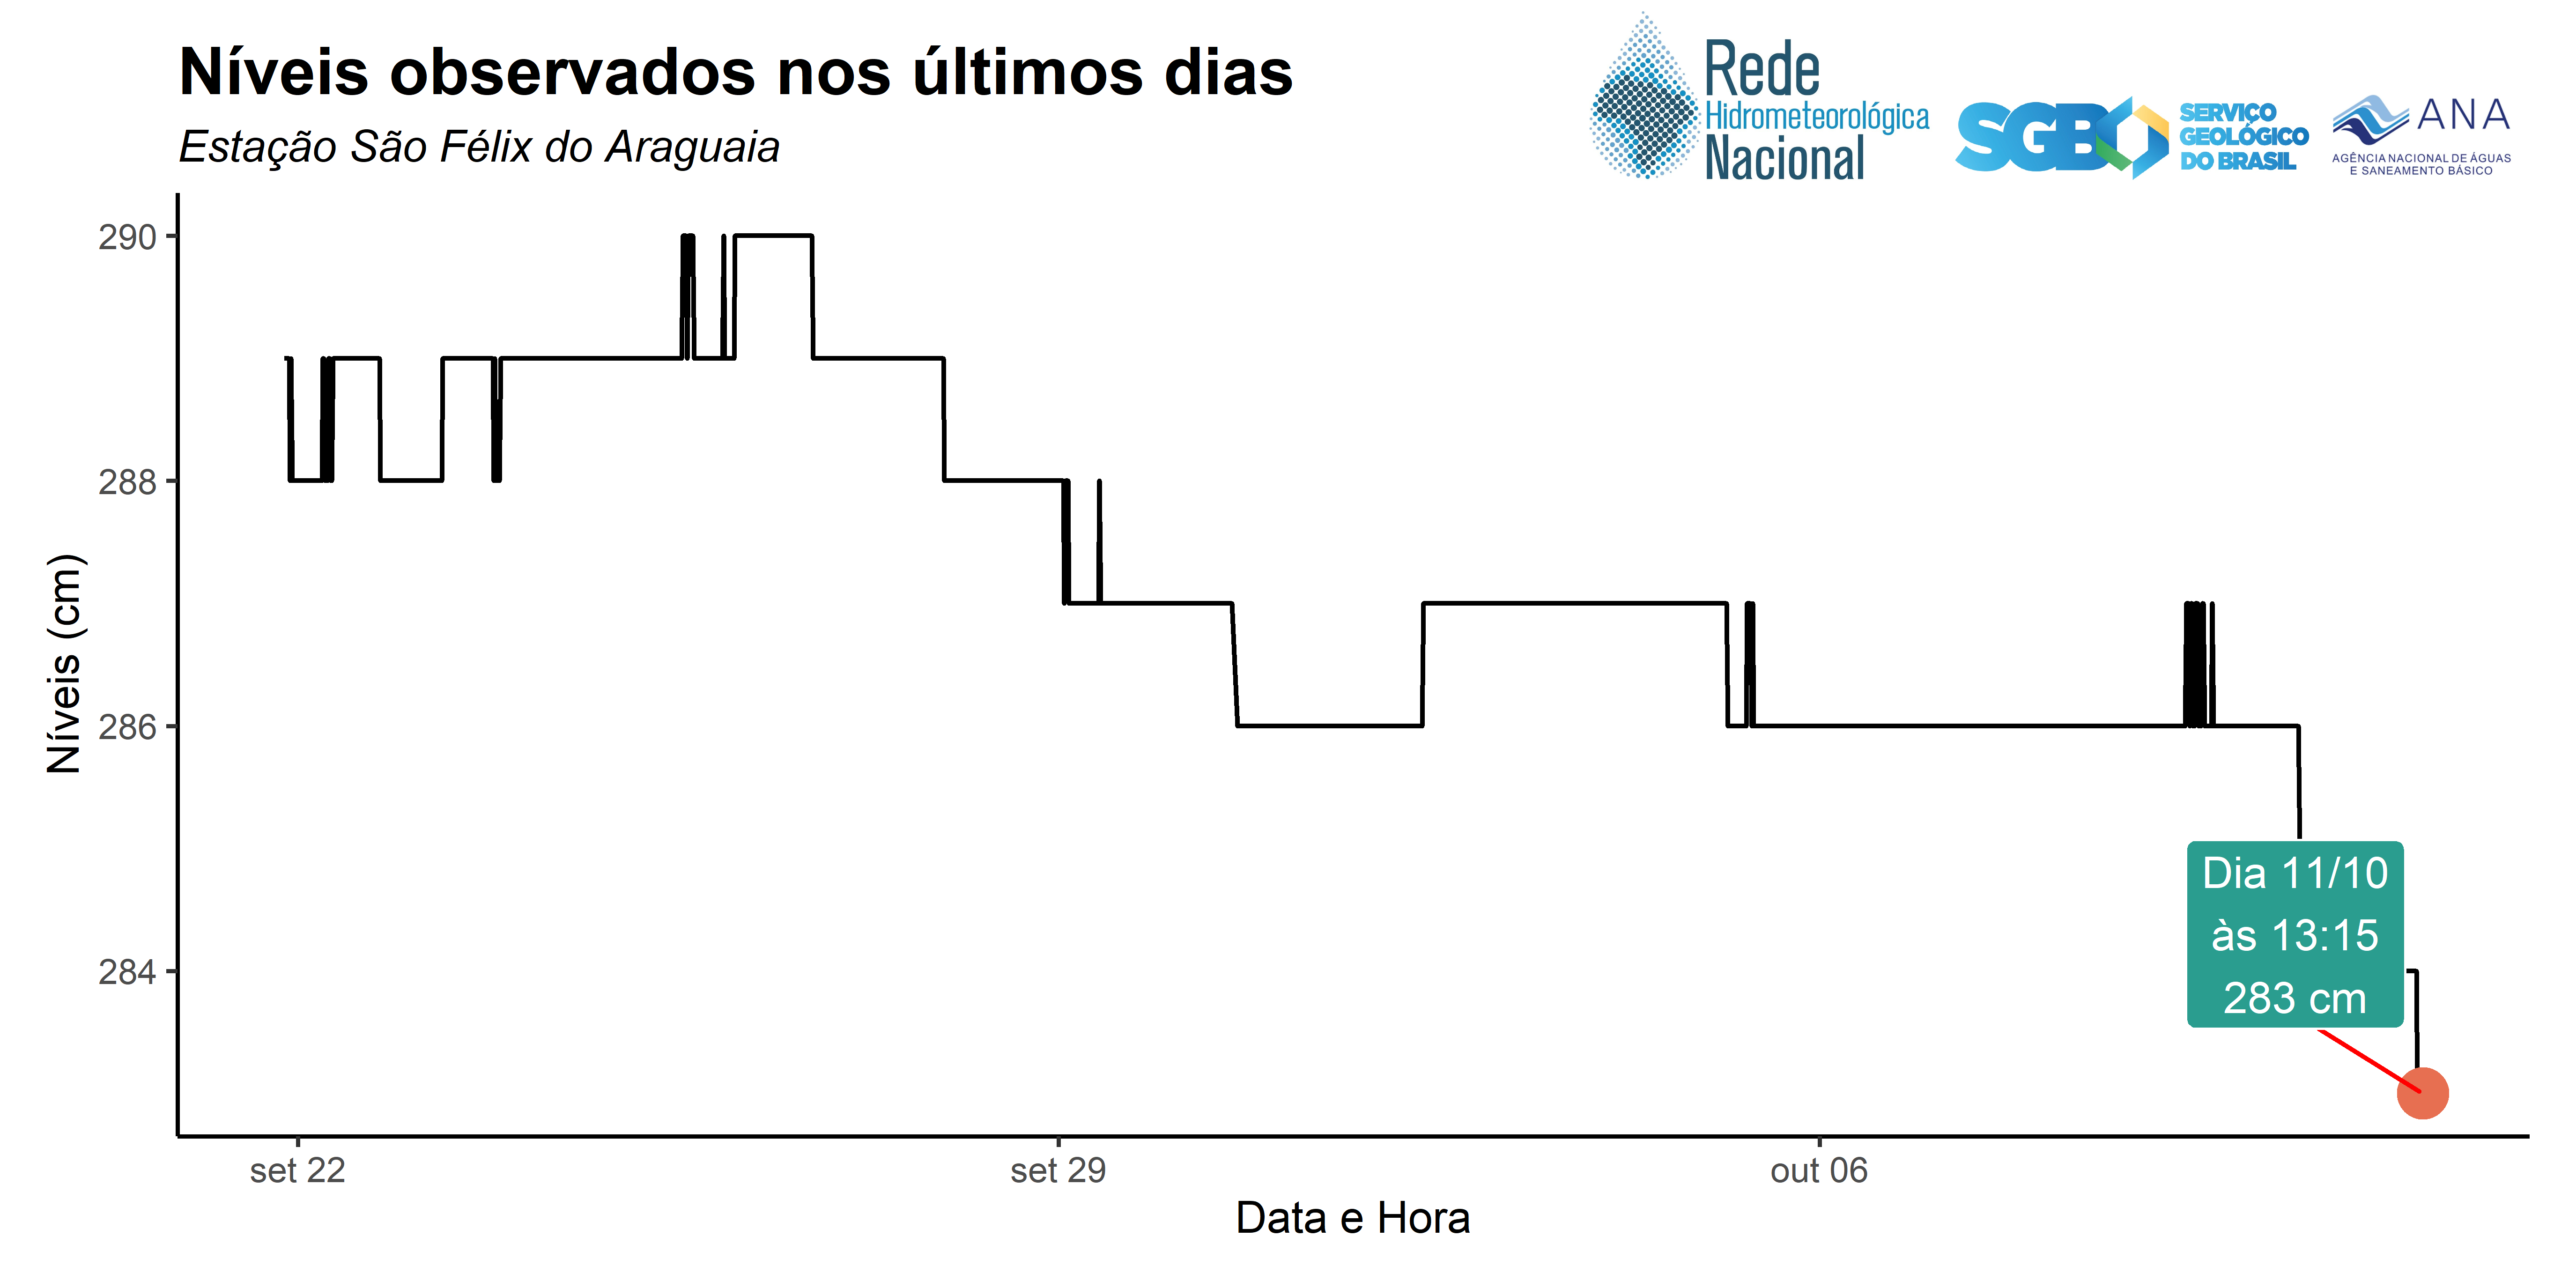 Níveis observados nos últimos dias
Estação São Félix do Araguaia
Rede
Hidrometeorológica
Nacional
SGB
SERVIÇO
GEOLÓGICO
DO BRASIL
ANA
AGÊNCIA NACIONAL DE ÁGUAS
E SANEAMENTO BÁSICO
290
288
286
284
Níveis (cm)
Dia 11/10
às 13:15
283 cm
set 22
set 29
out 06
Data e Hora